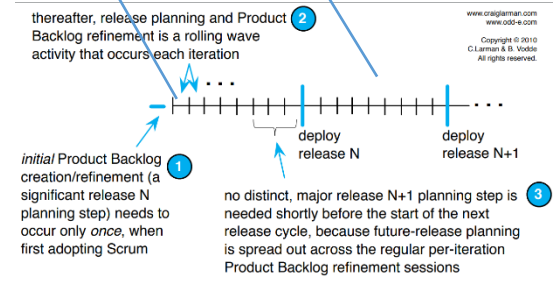 thereafter, release planning and Product
Backlog refinement is a rolling wave
activity that occurs each iteration
2
www.craiglarman.com
www.odd-e.com
Copyright © 2010
C.Larman & B. Vodde
All rights reserved.
deploy
release N
deploy
release N+1
initial Product Backlog
creation/refinement (a
significant release N
planning step) needs to
occur only once, when
first adopting Scrum
1
no distinct, major release N+1 planning step is
needed shortly before the start of the next
release cycle, because future-release planning
is spread out across the regular per-iteration
Product Backlog refinement sessions
3